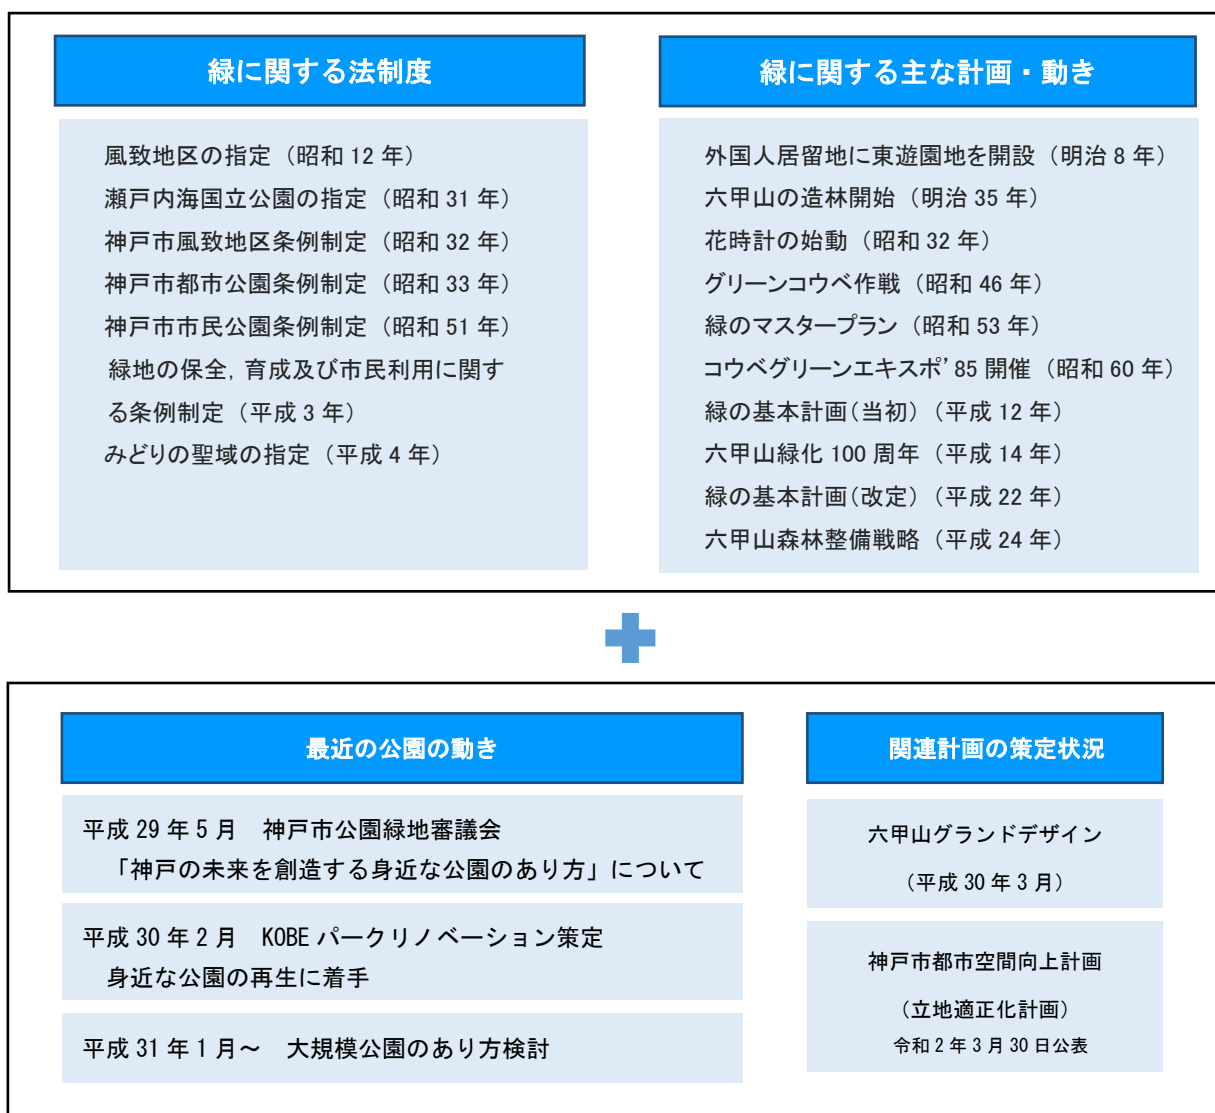 緑に関する法制度
風致地区の指定（昭和 12 年）
瀬戸内海国立公園の指定（昭和 31 年）
神戸市風致地区条例制定（昭和 32 年）
神戸市都市公園条例制定（昭和 33 年）
神戸市市民公園条例制定（昭和 51 年）
緑地の保全，育成及び市民利用に関す
る条例制定（平成 3 年）
みどりの聖域の指定（平成 4 年）
緑に関する主な計画・動き
外国人居留地に東遊園地を開設（明治 8 年）
六甲山の造林開始（明治 35 年）
花時計の始動（昭和 32 年）
グリーンコウベ作戦（昭和 46 年）
緑のマスタープラン（昭和 53 年）
コウベグリーンエキスポ’85 開催（昭和 60 年）
緑の基本計画（当初）（平成 12 年）
六甲山緑化 100 周年（平成 14 年）
緑の基本計画（改定）（平成 22 年）
六甲山森林整備戦略（平成 24 年）
最近の公園の動き
平成 29 年 5 月　神戸市公園緑地審議会
「神戸の未来を創造する身近な公園のあり方」について
平成 30 年 2 月　KOBE パークリノベーション策定
身近な公園の再生に着手
平成 31 年 1 月～　大規模公園のあり方検討
関連計画の策定状況
六甲山グランドデザイン
（平成 30 年 3 月）
神戸市都市空間向上計画
（立地適正化計画）
令和 2 年 3 月 30 日公表